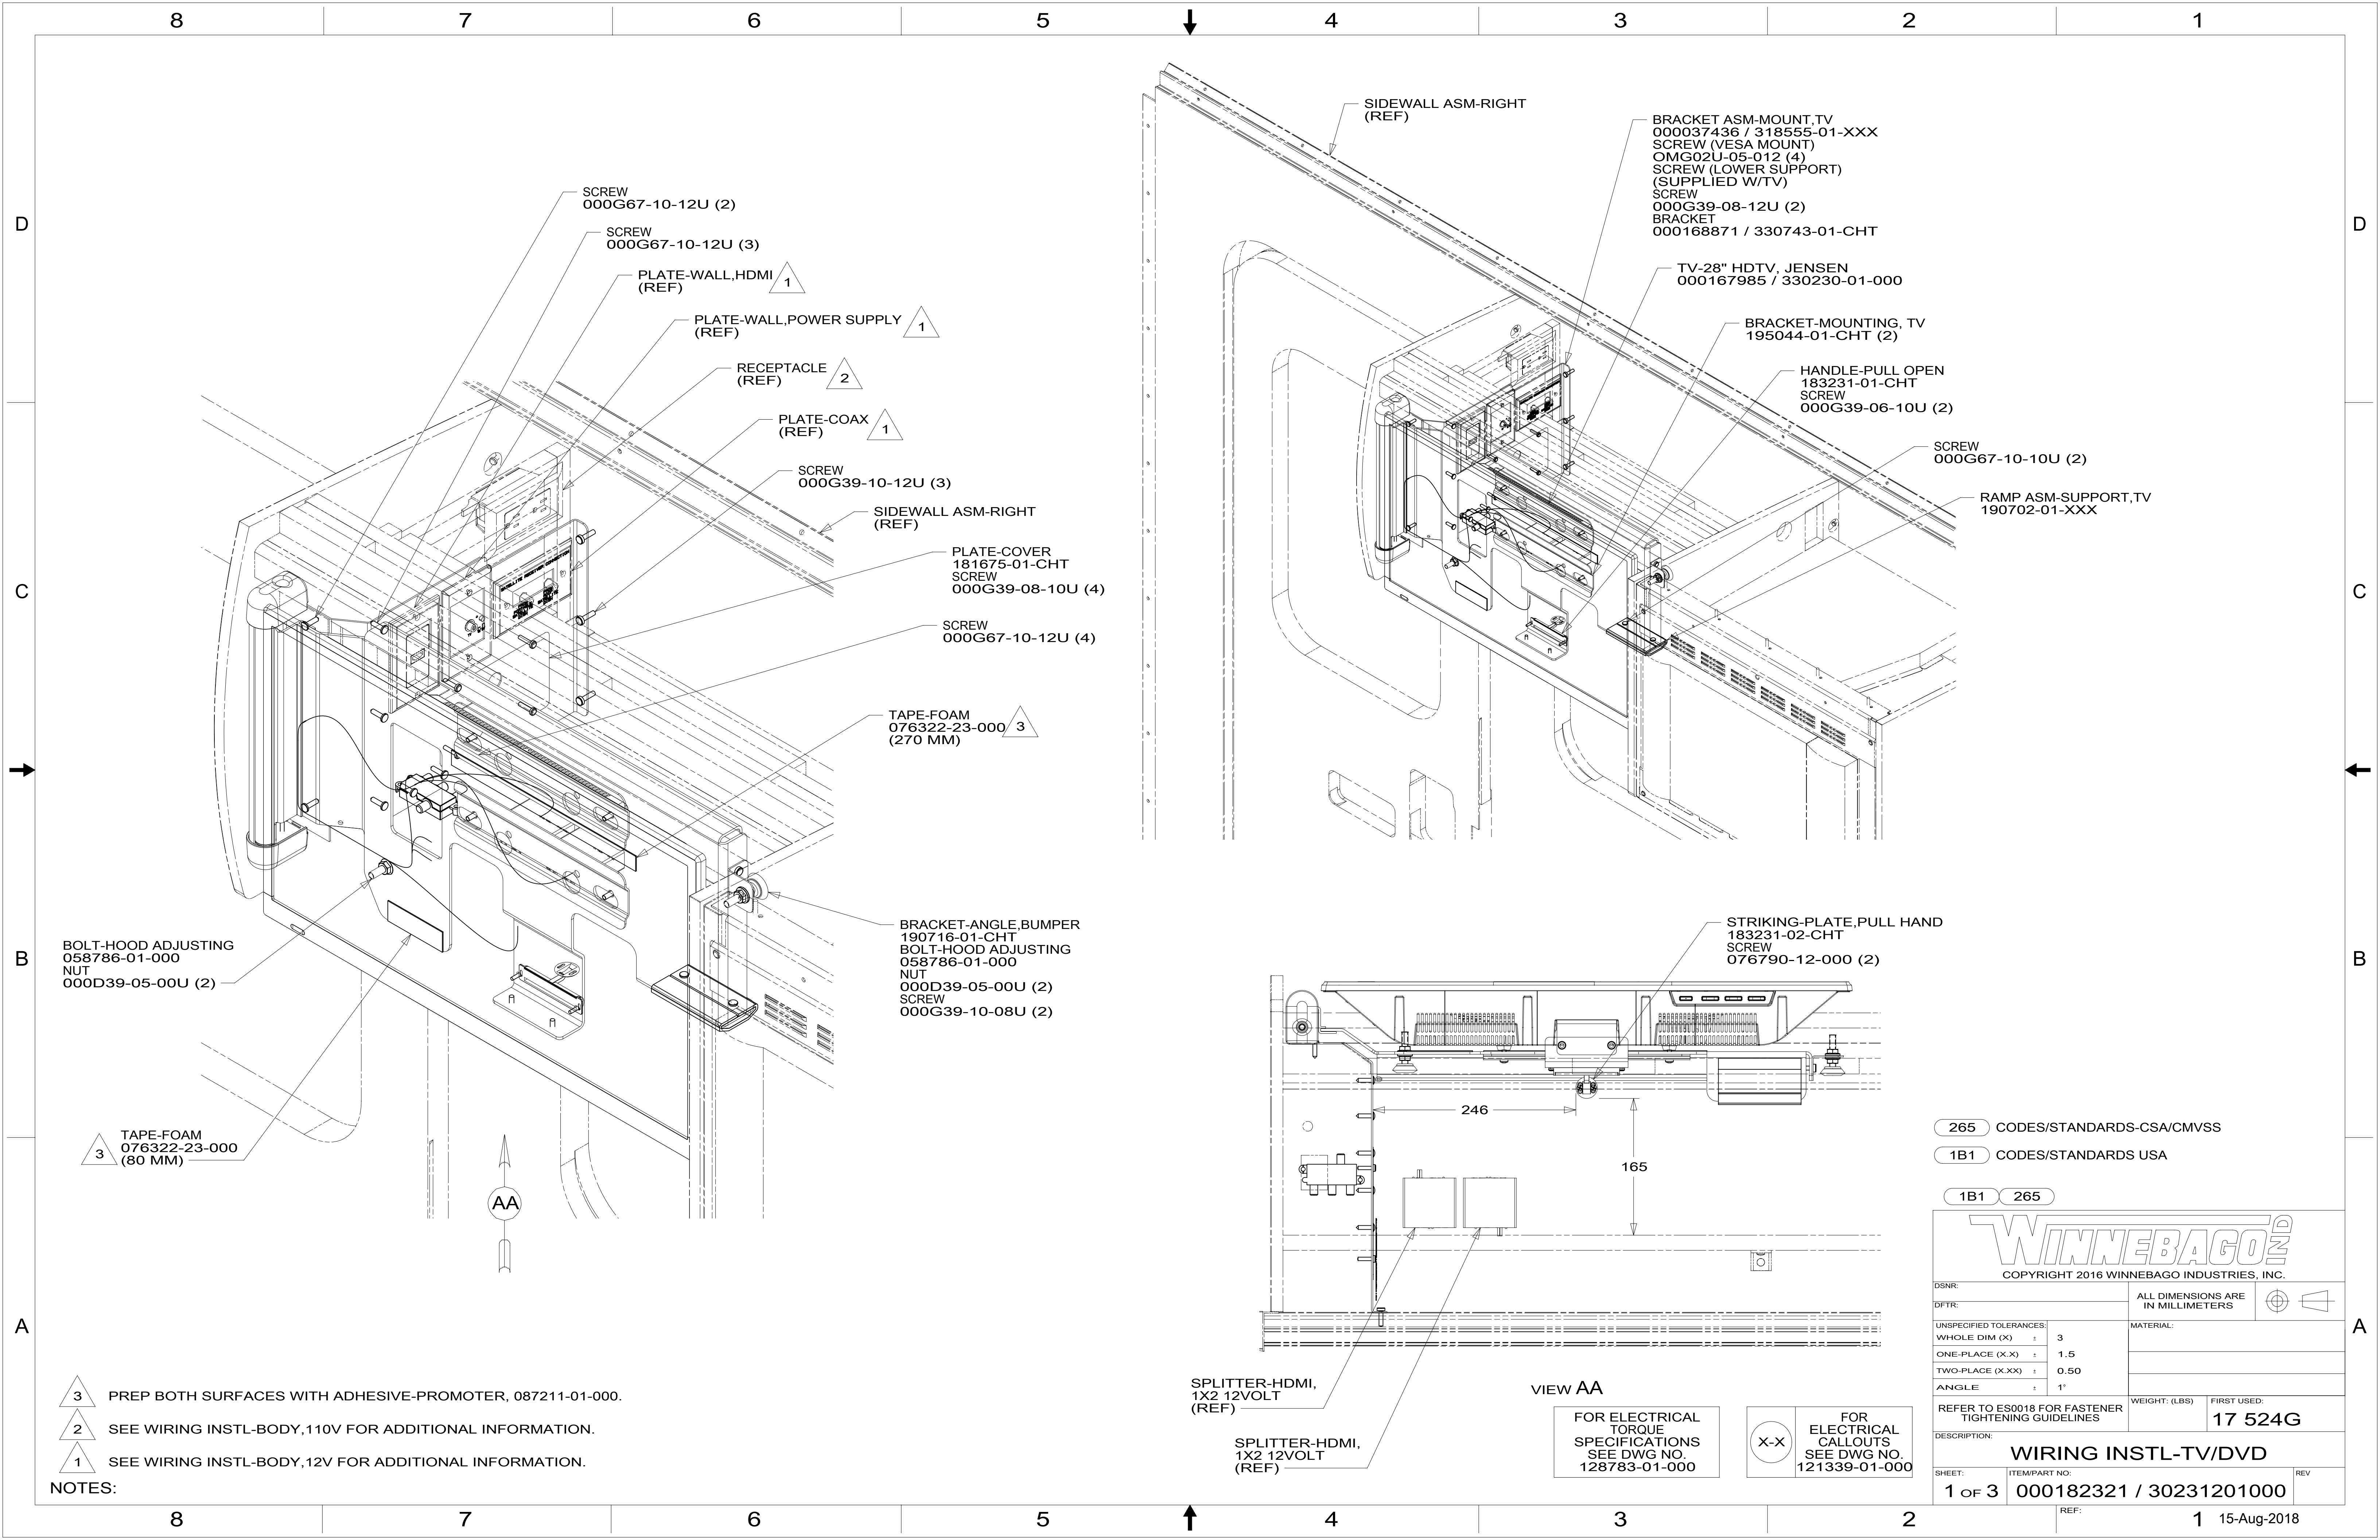 8 7 6 5 4 3 2 1
D
C
B
A
SCREW
000G67-10-12U (2)
SCREW
000G67-10-12U (3)
PLATE-WALL,HDMI 1
(REF)
PLATE-WALL,POWER SUPPLY 1
(REF)
RECEPTACLE 2
(REF)
PLATE-COAX 1
(REF)
SCREW
000G39-10-12U (3)
SIDEWALL ASM-RIGHT
(REF)
PLATE-COVER
181675-01-CHT
SCREW
000G39-08-10U (4)
SCREW
000G67-10-12U (4)
TAPE-FOAM
076322-23-000 3
(270 MM)
BRACKET-ANGLE,BUMPER
190716-01-CHT
BOLT-HOOD ADJUSTING
058786-01-000
NUT
000D39-05-00U (2)
SCREW
000G39-10-08U (2)
BOLT-HOOD ADJUSTING
058786-01-000
NUT
000D39-05-00U (2)
TAPE-FOAM
3 076322-23-000
(80 MM)
AA
SIDEWALL ASM-RIGHT
(REF)
BRACKET ASM-MOUNT,TV
000037436 / 318555-01-XXX
SCREW (VESA MOUNT)
OMG02U-05-012 (4)
SCREW (LOWER SUPPORT)
(SUPPLIED W/TV)
SCREW
000G39-08-12U (2)
BRACKET
000168871 / 330743-01-CHT
TV-28" HDTV, JENSEN
000167985 / 330230-01-000
BRACKET-MOUNTING, TV
195044-01-CHT (2)
HANDLE-PULL OPEN
183231-01-CHT
SCREW
000G39-06-10U (2)
SCREW
000G67-10-10U (2)
RAMP ASM-SUPPORT,TV
190702-01-XXX
STRIKING-PLATE,PULL HAND
183231-02-CHT
SCREW
076790-12-000 (2)
246
165
SPLITTER-HDMI,
1X2 12VOLT
(REF)
SPLITTER-HDMI,
1X2 12VOLT
(REF)
VIEW AA
FOR ELECTRICAL
TORQUE
SPECIFICATIONS
SEE DWG NO.
128783-01-000
X-X
FOR
ELECTRICAL
CALLOUTS
SEE DWG NO.
121339-01-000
265 CODES/STANDARDS-CSA/CMVSS
1B1 CODES/STANDARDS USA
1B1 265
WINNEBAGO IND
COPYRIGHT 2016 WINNEBAGO INDUSTRIES, INC.
DSNR:
DFTR:
ALL DIMENSIONS ARE
IN MILLIMETERS
UNSPECIFIED TOLERANCES:
WHOLE DIM (X) ± 3
ONE-PLACE (X.X) ± 1.5
TWO-PLACE (X.XX) ± 0.50
ANGLE ± 1°
MATERIAL:
REFER TO ES0018 FOR FASTENER
TIGHTENING GUIDELINES
WEIGHT: (LBS)
FIRST USED:
17 524G
DESCRIPTION:
WIRING INSTL-TV/DVD
SHEET:
1 OF 3
ITEM/PART NO:
000182321 / 30231201000
REV
REF:
15-Aug-2018
3 PREP BOTH SURFACES WITH ADHESIVE-PROMOTER, 087211-01-000.
2 SEE WIRING INSTL-BODY,110V FOR ADDITIONAL INFORMATION.
1 SEE WIRING INSTL-BODY,12V FOR ADDITIONAL INFORMATION.
NOTES:
D
C
B
A
8 7 6 5 4 3 2 1